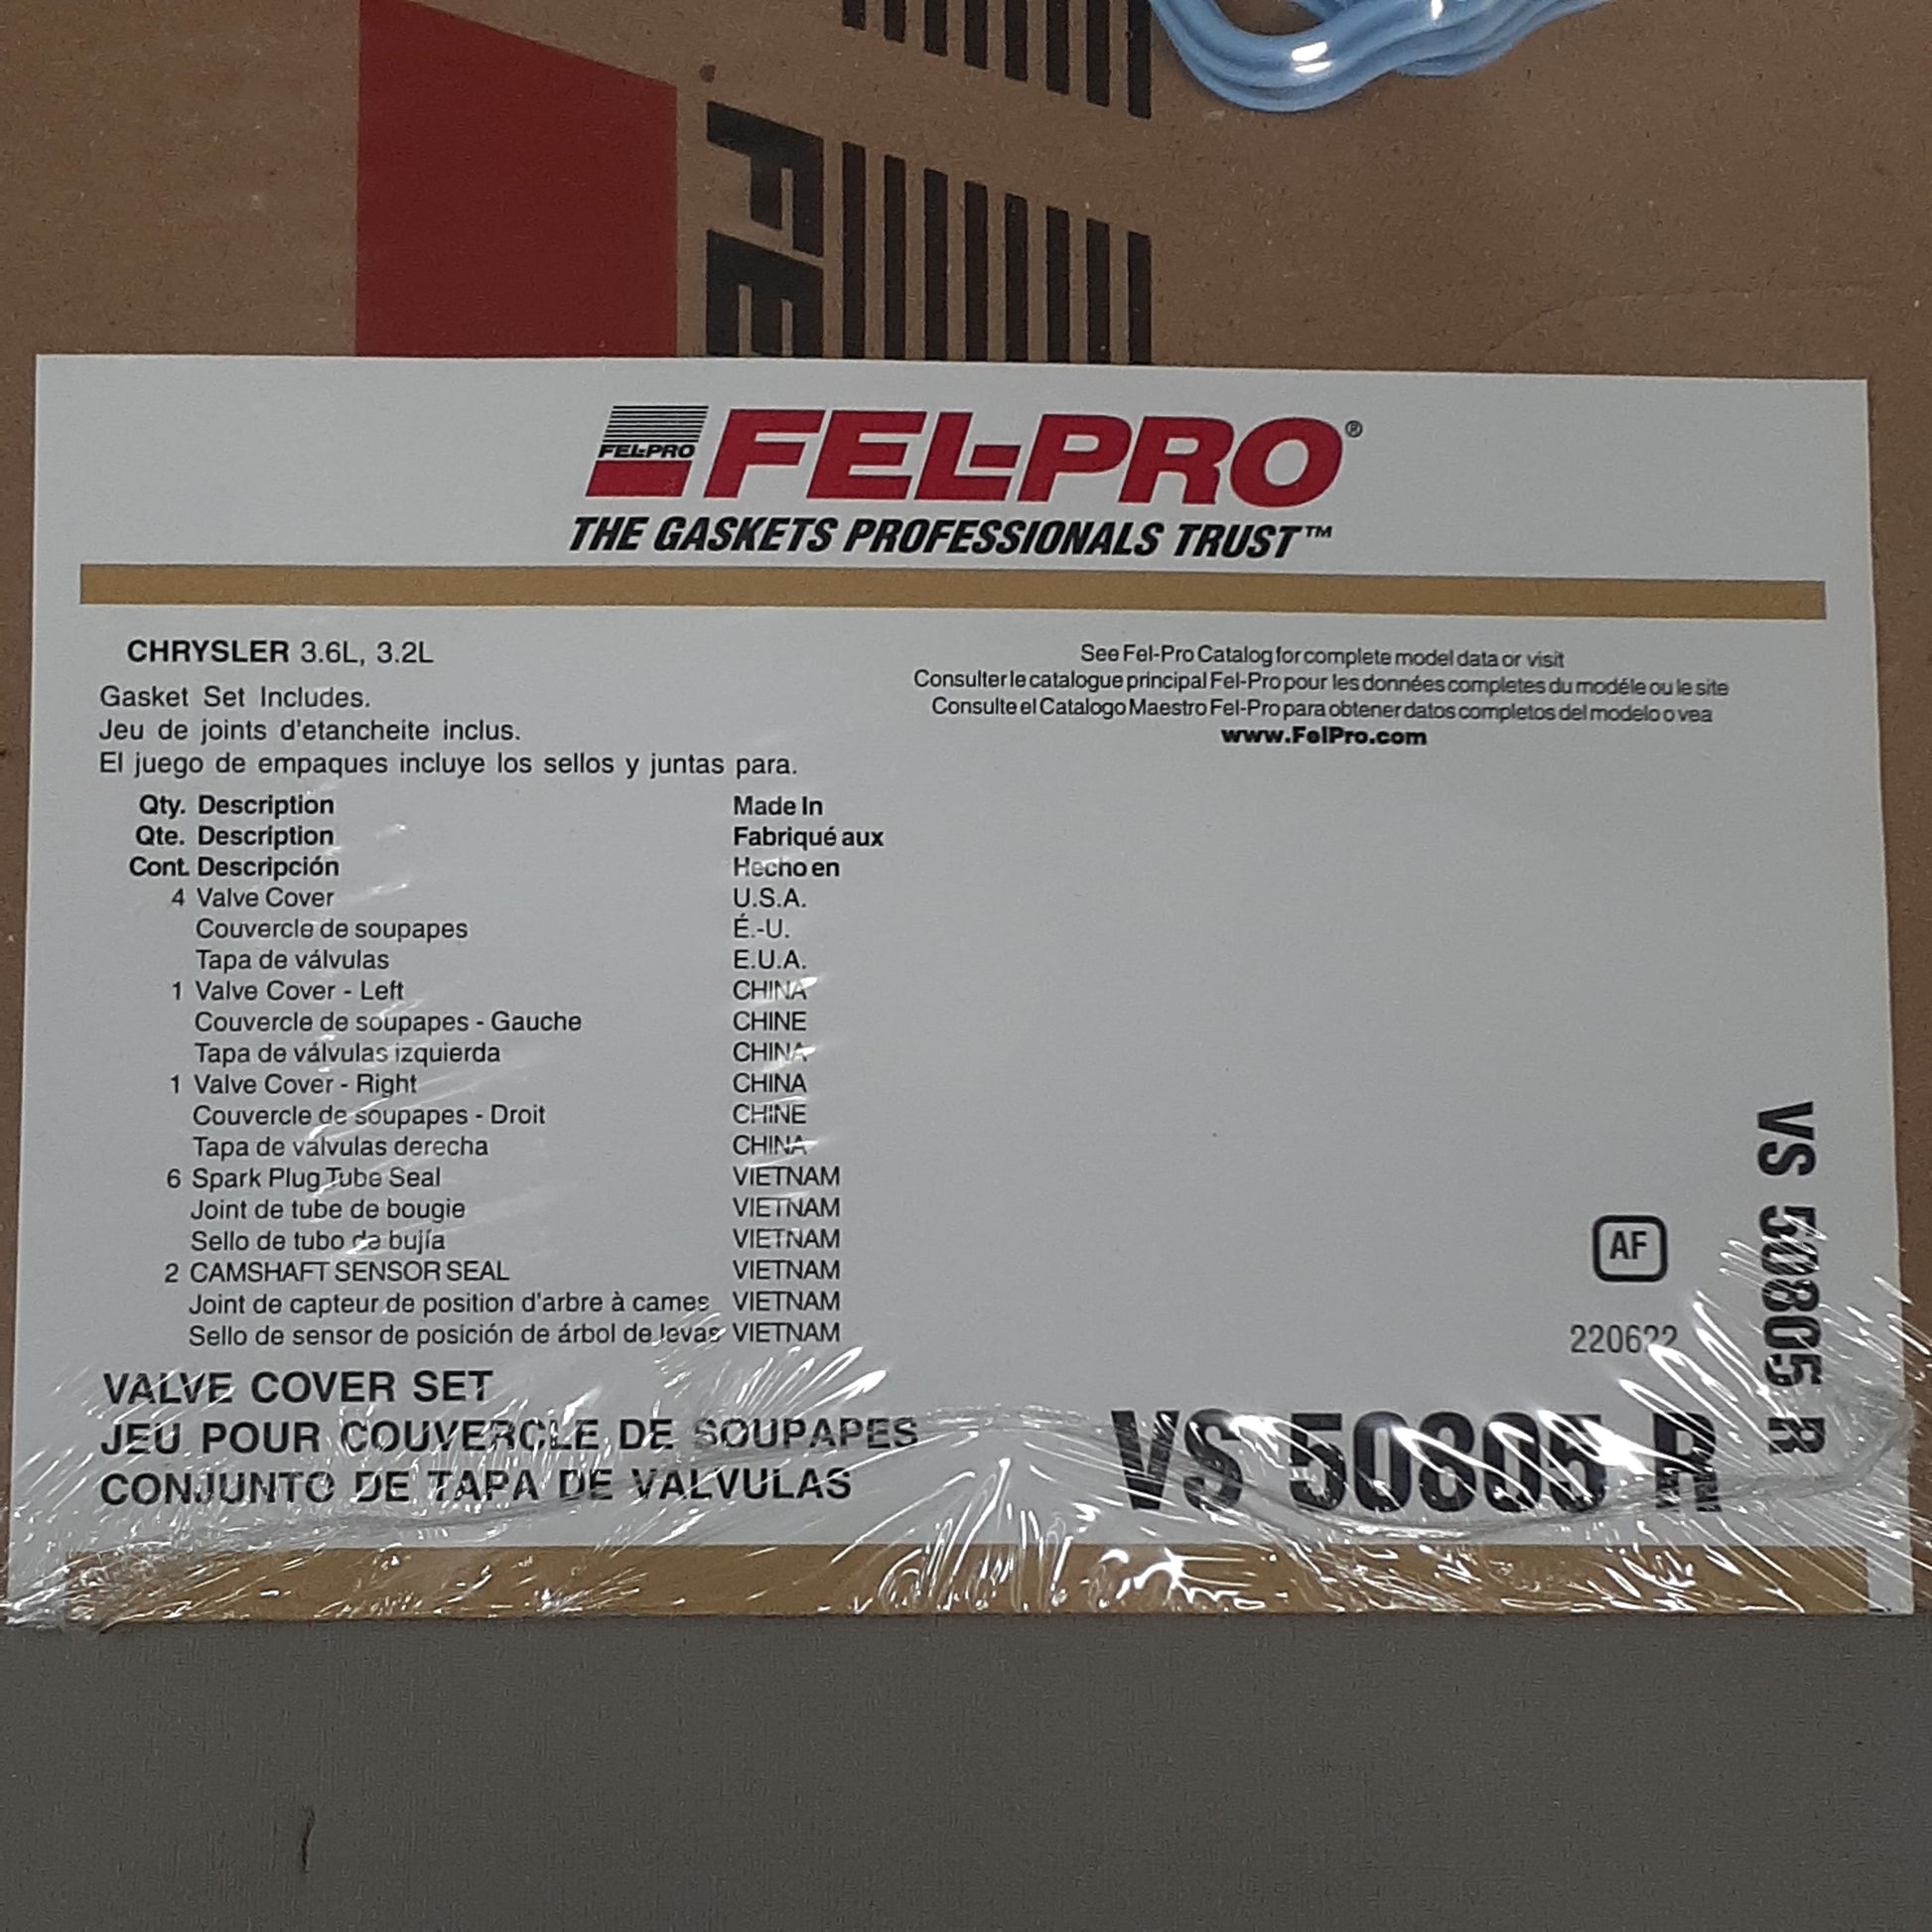 FE
FEL-PRO
FEL-PRO®
THE GASKETS PROFESSIONALS TRUST™
CHRYSLER 3.6L, 3.2L
Gasket Set Includes.
Jeu de joints d'etancheite inclus.
El juego de empaques incluye los sellos y juntas para.
See Fel-Pro Catalog for complete model data or visit
Consulter le catalogue principal Fel-Pro pour les données completes du modéle ou le site
Consulte el Catalogo Maestro Fel-Pro para obtener datos completos del modelo o vea
www.FelPro.com
Qty. Description Made In
Qte. Description Fabriqué aux
Cont. Descripción Hecho en
4 Valve Cover U.S.A.
Couvercle de soupapes É.-U.
Tapa de válvulas E.U.A.
1 Valve Cover - Left CHINA
Couvercle de soupapes - Gauche CHINE
Tapa de válvulas izquierda CHINA
1 Valve Cover - Right CHINA
Couvercle de soupapes - Droit CHINE
Tapa de válvulas derecha CHINA
6 Spark Plug Tube Seal VIETNAM
Joint de tube de bougie VIETNAM
Sello de tubo de bujía VIETNAM
2 CAMSHAFT SENSOR SEAL VIETNAM
Joint de capteur de position d'arbre à cames VIETNAM
Sello de sensor de posición de árbol de levas VIETNAM
AF
220622
VALVE COVER SET
JEU POUR COUVERCLE DE SOUPAPES
CONJUNTO DE TAPA DE VALVULAS
VS 50805 R
VS 50805 R